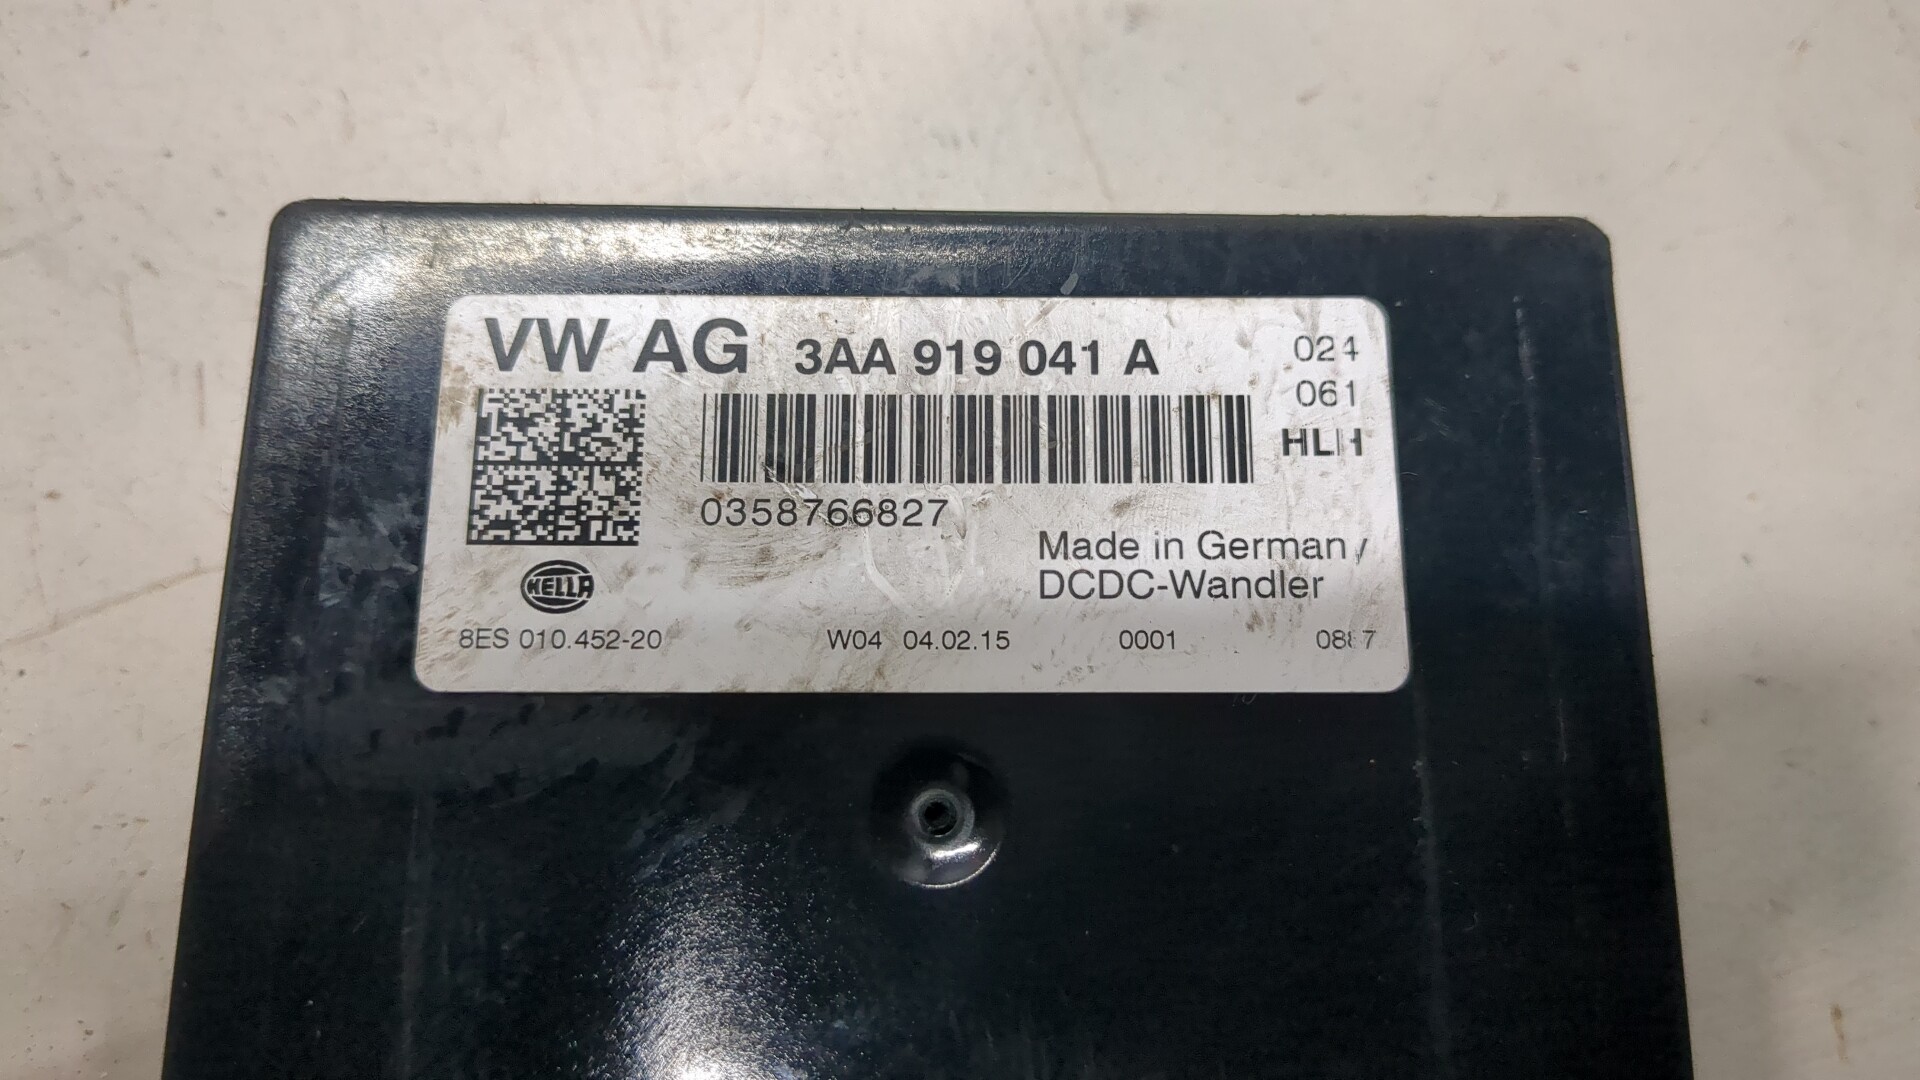 VW AG 3AA 919 041 A
024
061
HLH
0358766827
Made in Germany
DCDC-Wandler
HELLA
8ES 010.452-20 W04 04.02.15 0001